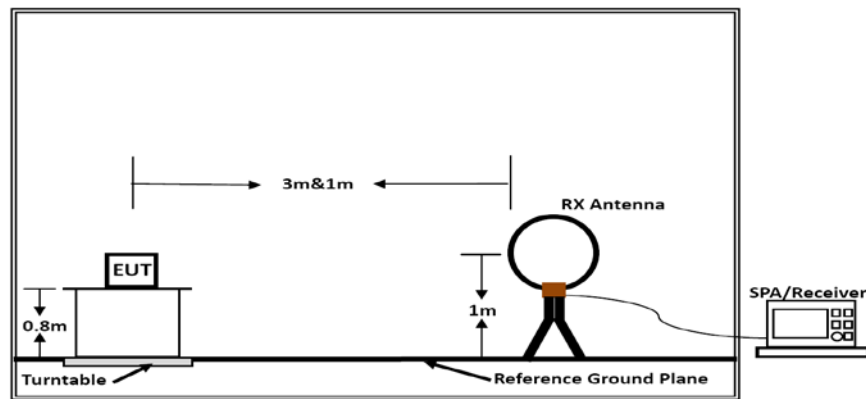 3m&1m
RX Antenna
EUT
SPA/Receiver
0.8m
1m
Turntable
Reference Ground Plane